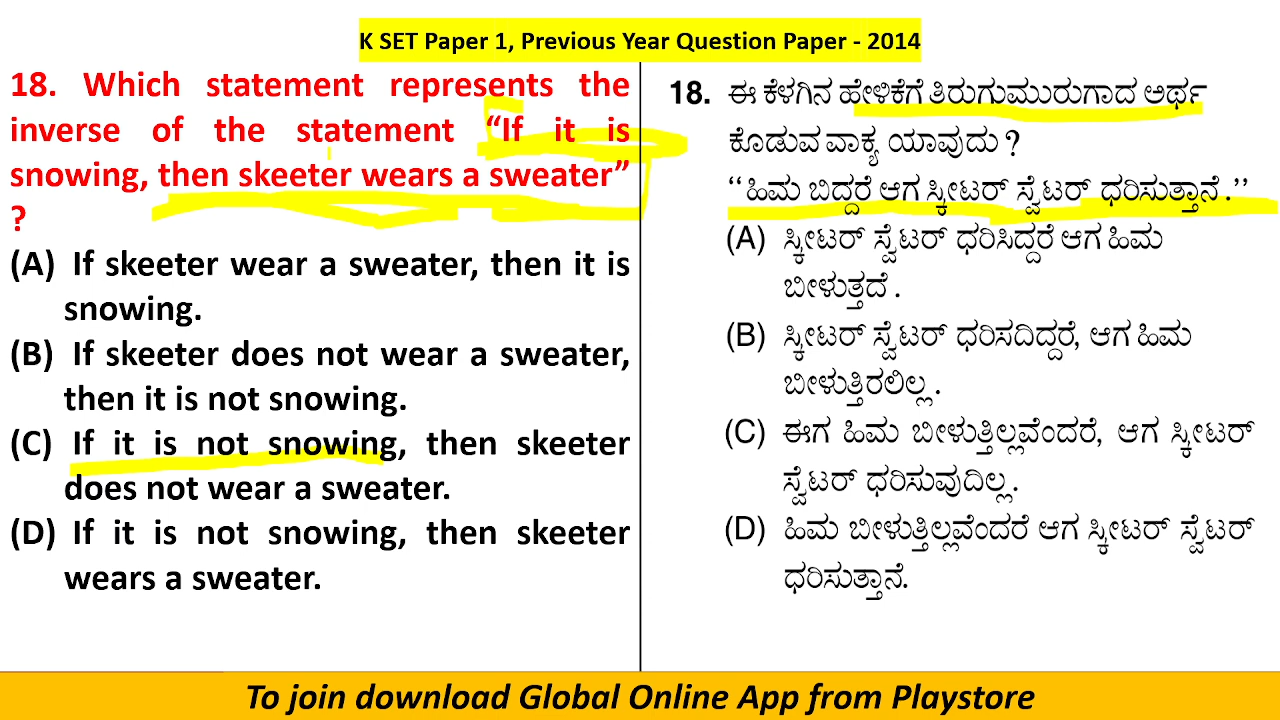 K SET Paper 1, Previous Year Question Paper - 2014
18. Which statement represents the
inverse of the statement “If it is
snowing, then skeeter wears a sweater”
?
(A) If skeeter wear a sweater, then it is
snowing.
(B) If skeeter does not wear a sweater,
then it is not snowing.
(C) If it is not snowing, then skeeter
does not wear a sweater.
(D) If it is not snowing, then skeeter
wears a sweater.
18. ಈ ಕೆಳಗಿನ ಹೇಳಿಕೆಗೆ ತಿರುಗುಮುರುಗಾದ ಅರ್ಥ
ಕೊಡುವ ವಾಕ್ಯ ಯಾವುದು ?
“ಹಿಮ ಬಿದ್ದರೆ ಆಗ ಸ್ಕೀಟರ್ ಸ್ವೆಟರ್ ಧರಿಸುತ್ತಾನೆ.”
(A) ಸ್ಕೀಟರ್ ಸ್ವೆಟರ್ ಧರಿಸಿದ್ದರೆ ಆಗ ಹಿಮ
ಬೀಳುತ್ತದೆ.
(B) ಸ್ಕೀಟರ್ ಸ್ವೆಟರ್ ಧರಿಸದಿದ್ದರೆ, ಆಗ ಹಿಮ
ಬೀಳುತ್ತಿರಲಿಲ್ಲ.
(C) ಈಗ ಹಿಮ ಬೀಳುತ್ತಿಲ್ಲವೆಂದರೆ, ಆಗ ಸ್ಕೀಟರ್
ಸ್ವೆಟರ್ ಧರಿಸುವುದಿಲ್ಲ.
(D) ಹಿಮ ಬೀಳುತ್ತಿಲ್ಲವೆಂದರೆ ಆಗ ಸ್ಕೀಟರ್ ಸ್ವೆಟರ್
ಧರಿಸುತ್ತಾನೆ.
To join download Global Online App from Playstore